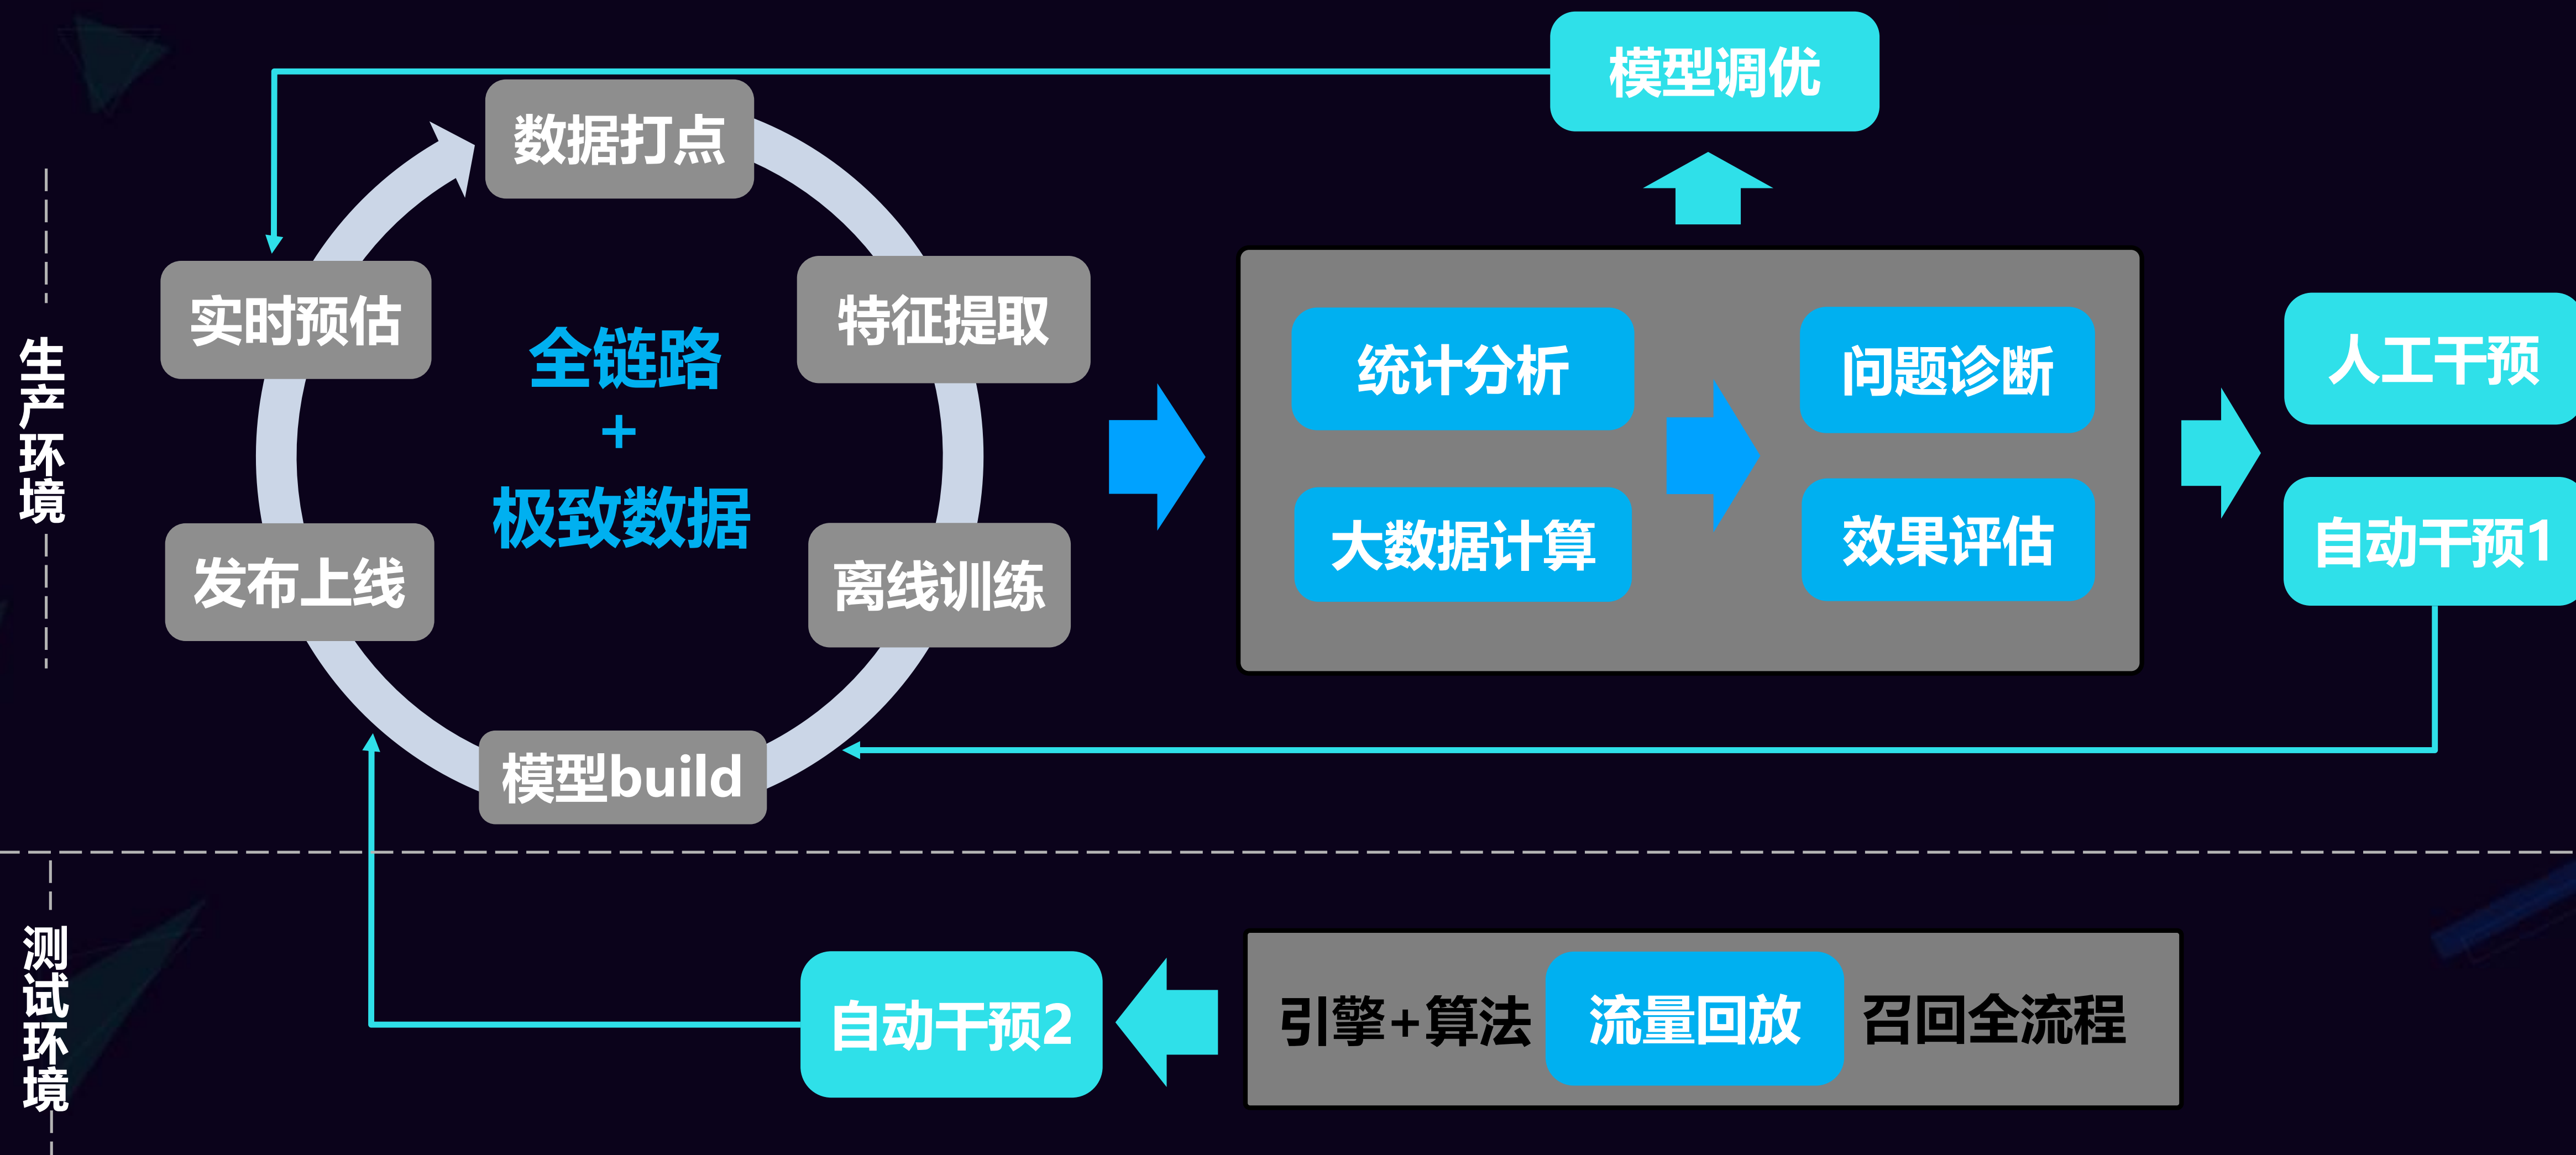 模型调优
数据打点
实时预估
特征提取
全链路
+
极致数据
发布上线
离线训练
模型build
统计分析
问题诊断
大数据计算
效果评估
人工干预
自动干预1
生产环境
测试环境
自动干预2
引擎+算法
流量回放
召回全流程